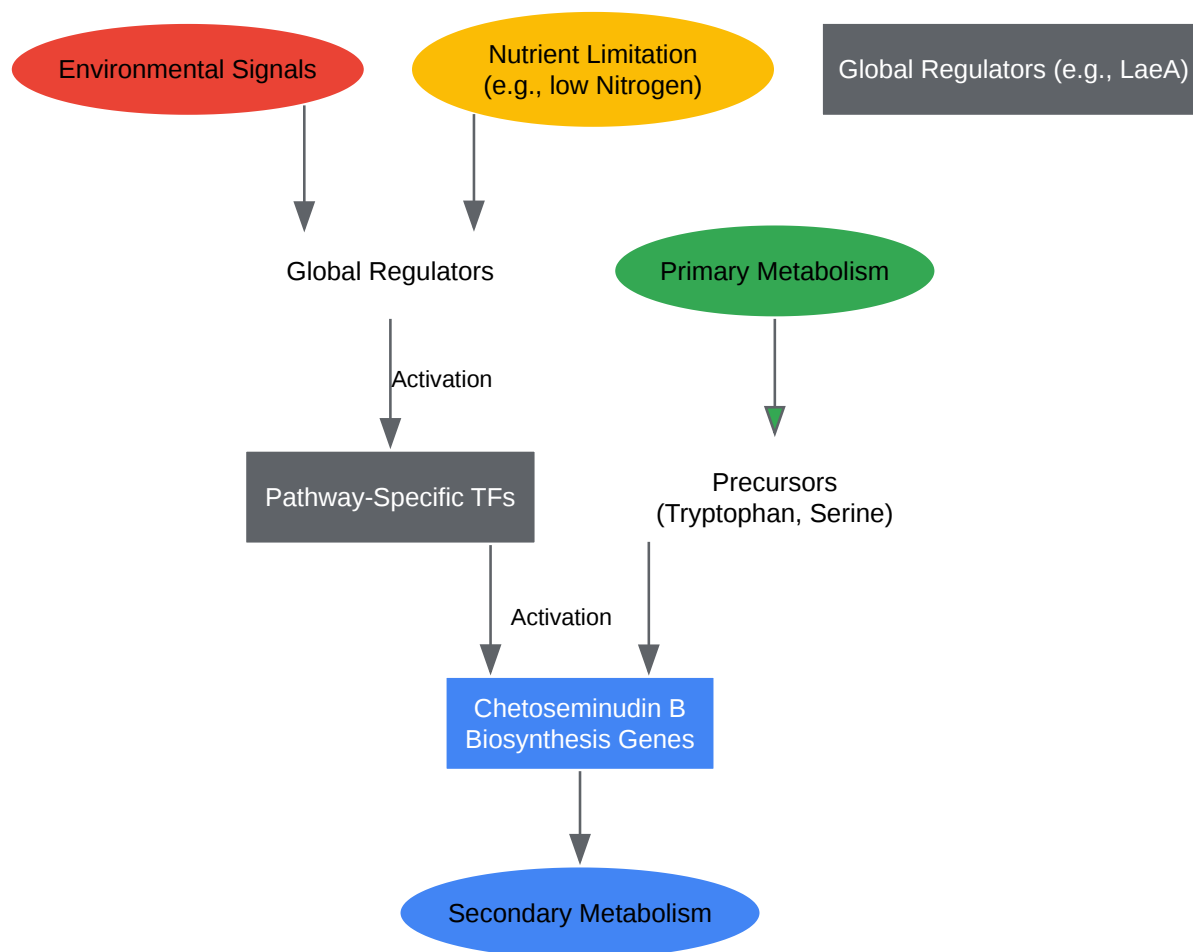 Environmental Signals
Nutrient Limitation
(e.g., low Nitrogen)
Global Regulators (e.g., LaeA)
Global Regulators
Primary Metabolism
Activation
Pathway-Specific TFs
Precursors
(Tryptophan, Serine)
Activation
Chetoseminudin B
Biosynthesis Genes
Secondary Metabolism